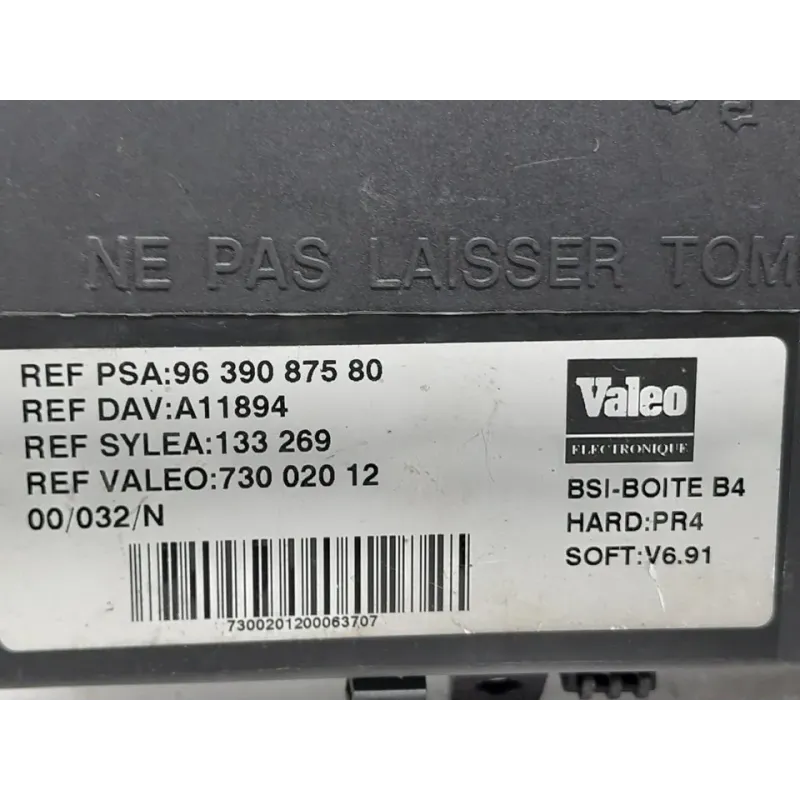 NE PAS LAISSER TOM
REF PSA:96 390 875 80
REF DAV:A11894
REF SYLEA:133 269
REF VALEO:730 020 12
00/032/N
7300201200063707
Valeo
ELECTRONIQUE
BSI-BOITE B4
HARD:PR4
SOFT:V6.91